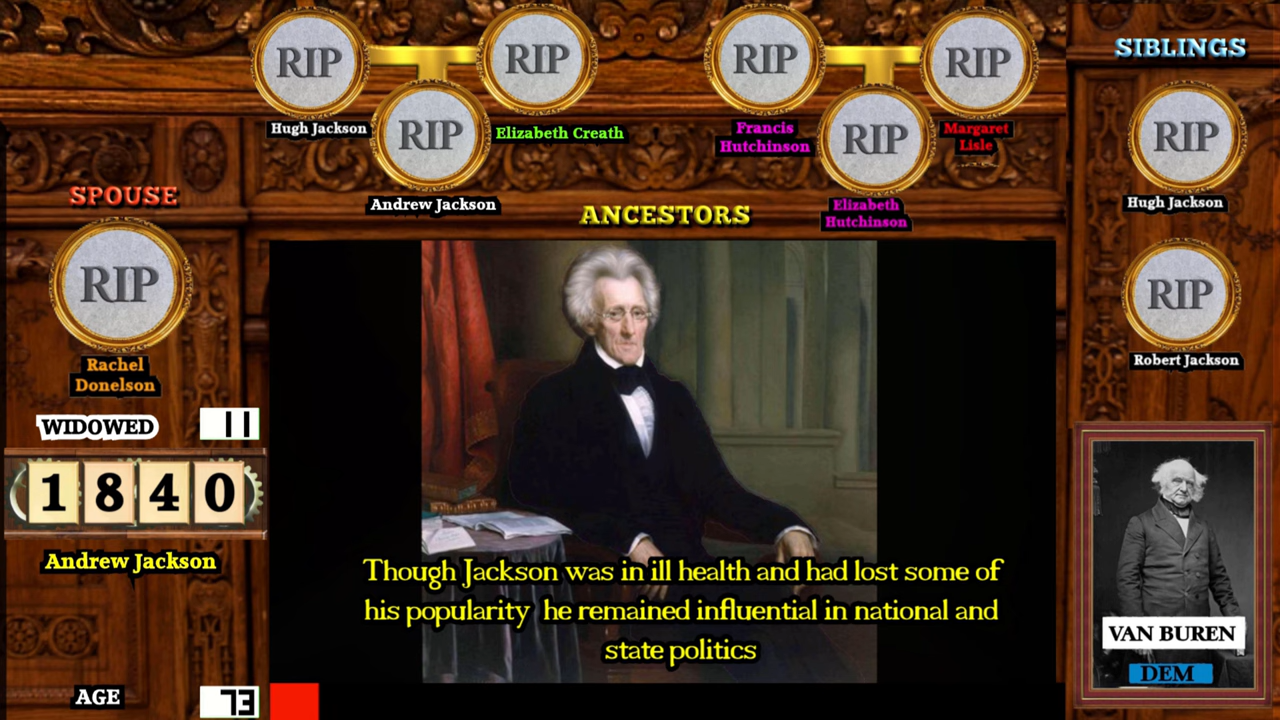 RIP
RIP
RIP
RIP
SIBLINGS
Hugh Jackson
RIP
Elizabeth Creath
Francis
Hutchinson
RIP
Margaret
Lisle
RIP
SPOUSE
Andrew Jackson
ANCESTORS
Elizabeth
Hutchinson
Hugh Jackson
RIP
RIP
Rachel
Donelson
Robert Jackson
WIDOWED 11
1840
Andrew Jackson
Though Jackson was in ill health and had lost some of
his popularity he remained influential in national and
state politics
VAN BUREN
DEM
AGE 73